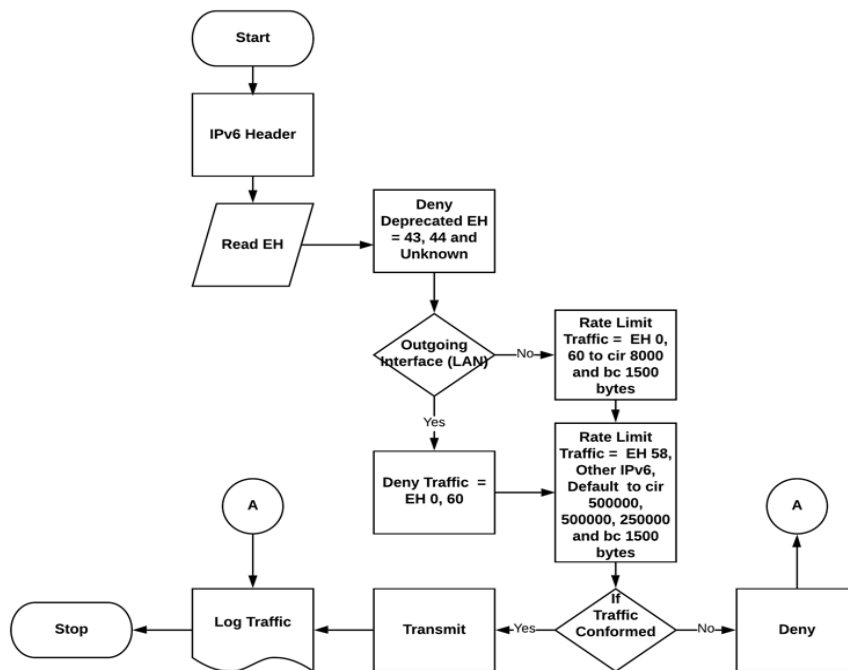 Start
IPv6 Header
Read EH
Deny
Deprecated EH
= 43, 44 and
Unknown
Outgoing
Interface (LAN)
No
Rate Limit
Traffic = EH 0,
60 to cir 8000
and bc 1500
bytes
Yes
Deny Traffic =
EH 0, 60
Rate Limit
Traffic = EH 58,
Other IPv6,
Default to cir
500000,
500000, 250000
and bc 1500
bytes
A
A
If
Traffic
Conformed
Yes
No
Deny
Transmit
Log Traffic
Stop